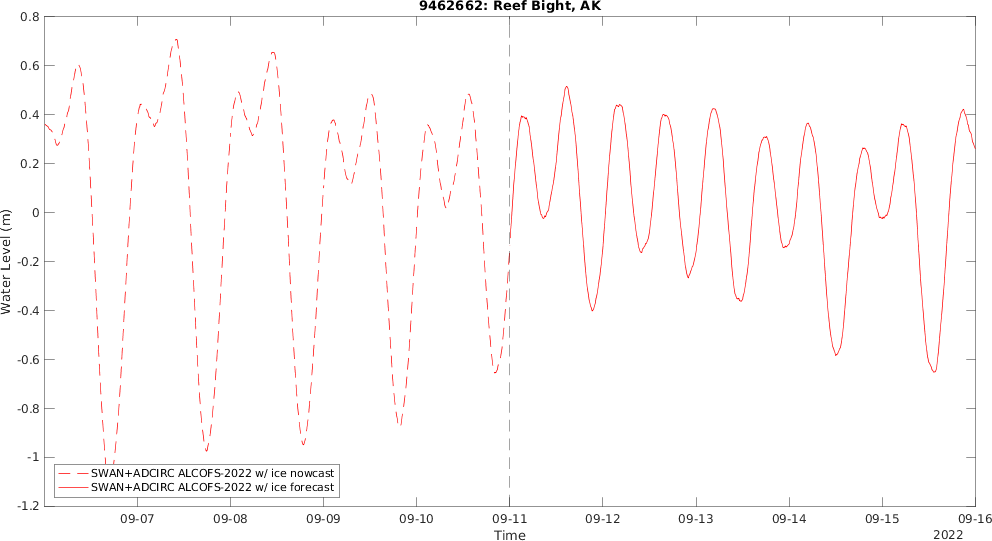 9462662: Reef Bight, AK
0.8
0.6
0.4
0.2
0
-0.2
-0.4
-0.6
-0.8
-1
-1.2
Water Level (m)
SWAN+ADCIRC ALCOFS-2022 w/ ice nowcast
SWAN+ADCIRC ALCOFS-2022 w/ ice forecast
09-07 09-08 09-09 09-10 09-11 09-12 09-13 09-14 09-15 09-16
Time
2022